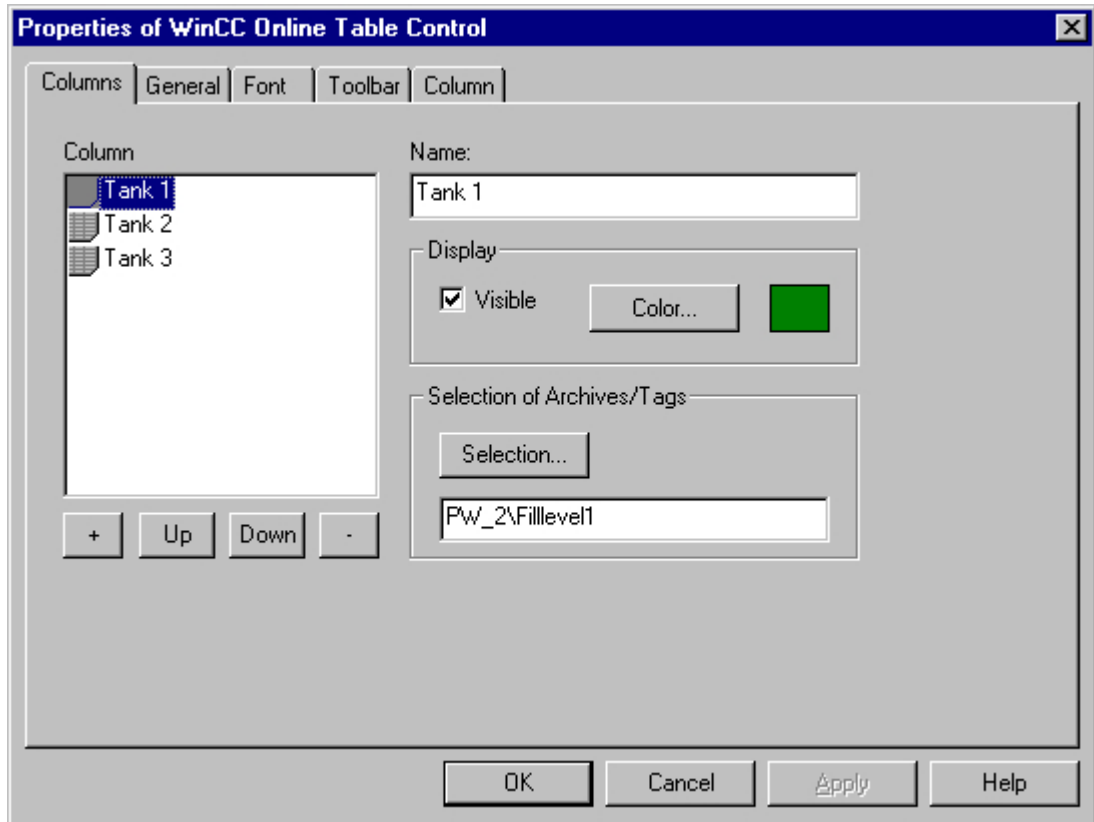 Properties of WinCC Online Table Control
Columns General Font Toolbar Column
Column
Tank 1
Tank 2
Tank 3
+ Up Down -
Name:
Tank 1
Display
Visible Color...
Selection of Archives/Tags
Selection...
PW_2\Filllevel1
OK Cancel Apply Help